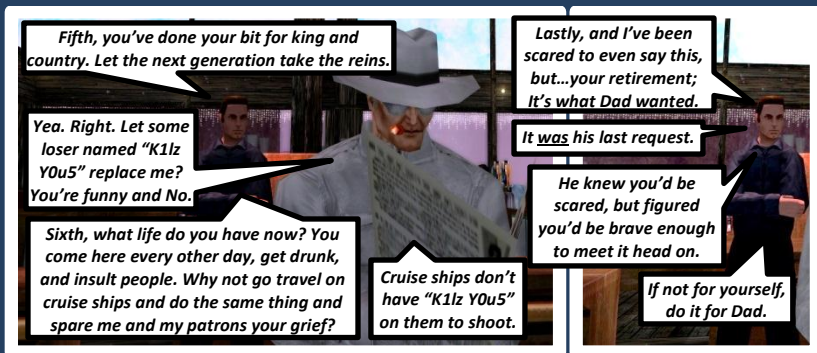 Fifth, you've done your bit for king and
country. Let the next generation take the reins.
Yea. Right. Let some
loser named “K1lz
Y0u5” replace me?
You're funny and No.
Sixth, what life do you have now? You
come here every other day, get drunk,
and insult people. Why not go travel on
cruise ships and do the same thing and
spare me and my patrons your grief?
Cruise ships don't
have “K1lz Y0u5”
on them to shoot.
Lastly, and I've been
scared to even say this,
but...your retirement;
It's what Dad wanted.
It was his last request.
He knew you'd be
scared, but figured
you'd be brave enough
to meet it head on.
If not for yourself,
do it for Dad.